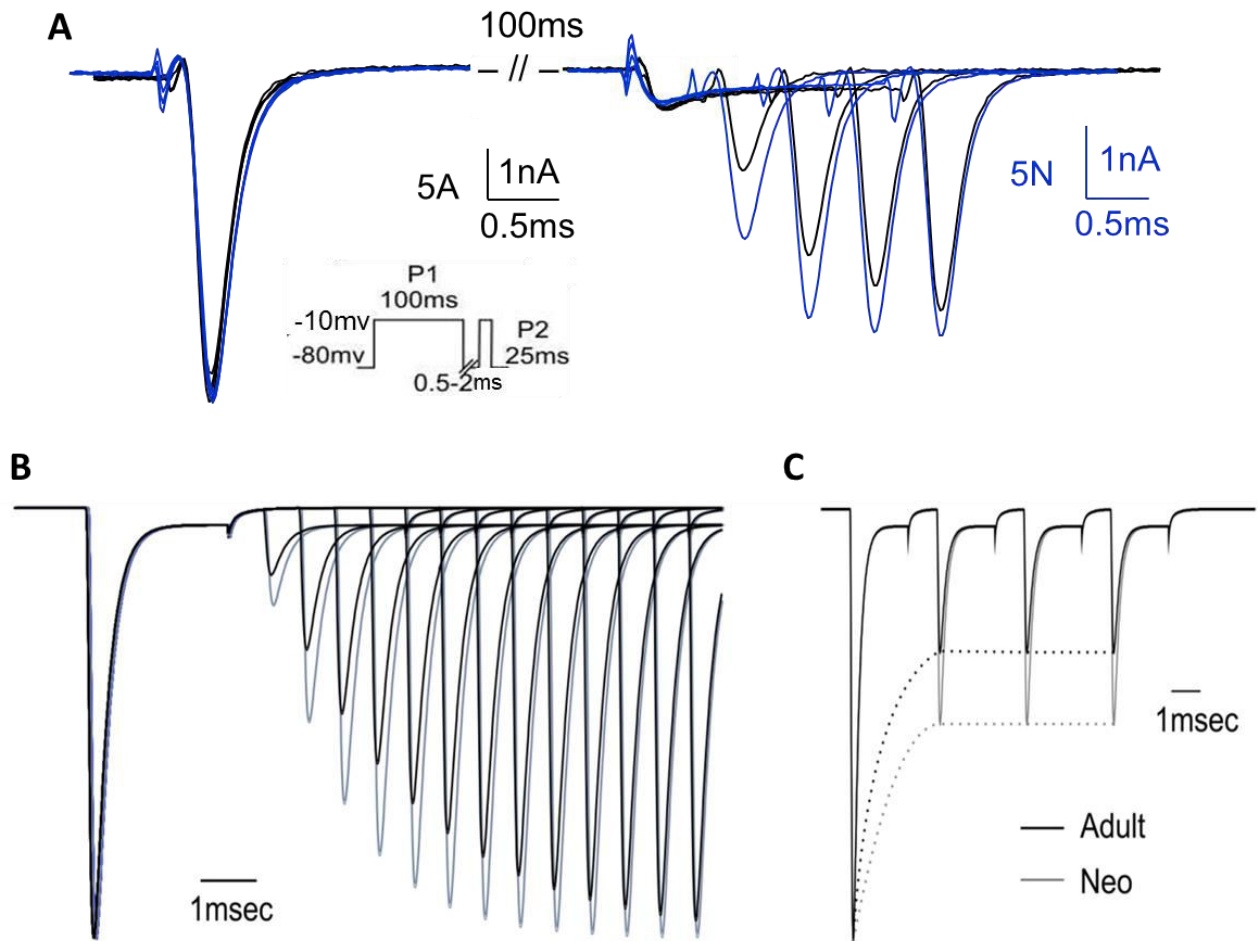 A
100ms
5A
1nA
0.5ms
5N
1nA
0.5ms
P1
100ms
-10mv
-80mv
P2
25ms
0.5-2ms
B
C
1msec
1msec
Adult
Neo